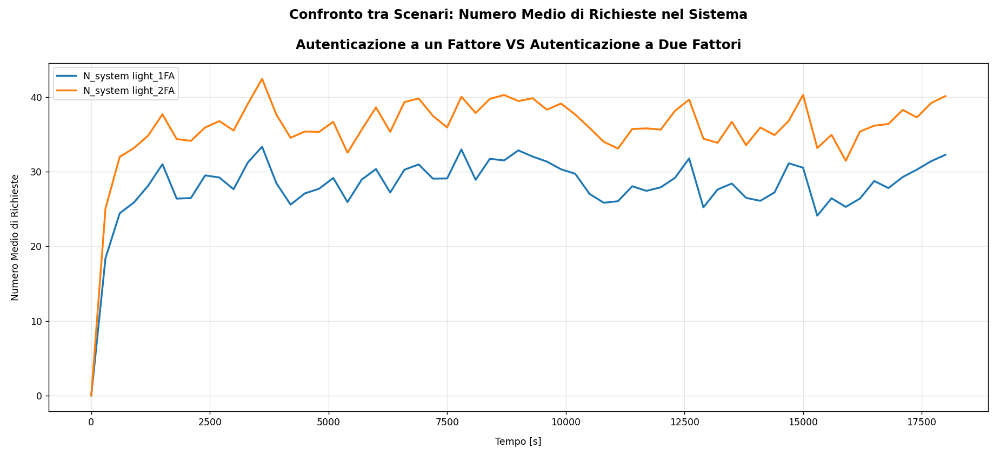 Confronto tra Scenari: Numero Medio di Richieste nel Sistema
Autenticazione a un Fattore VS Autenticazione a Due Fattori
N_system light_1FA
N_system light_2FA
Numero Medio di Richieste
40
30
20
10
0
0 2500 5000 7500 10000 12500 15000 17500
Tempo [s]